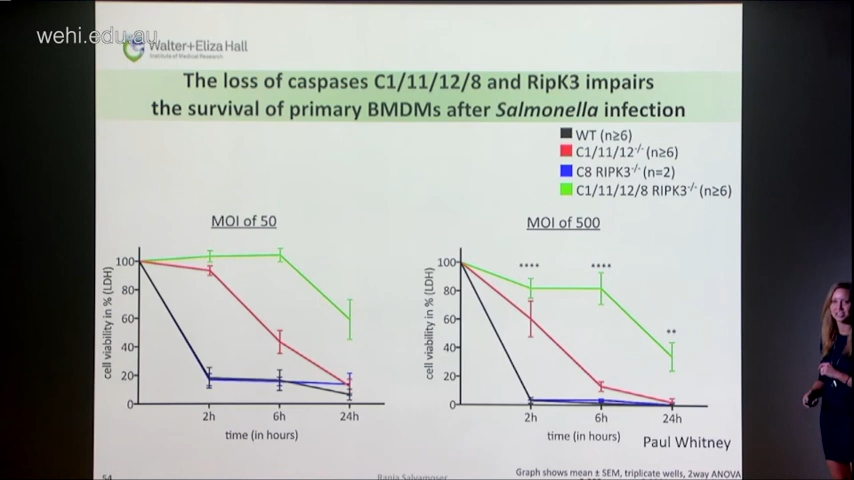 wehi.edu.au
Walter+Eliza Hall
Institute of Medical Research
The loss of caspases C1/11/12/8 and RipK3 impairs
the survival of primary BMDMs after Salmonella infection
WT (n≥6)
C1/11/12-/- (n≥6)
C8 RIPK3-/- (n=2)
C1/11/12/8 RIPK3-/- (n≥6)
MOI of 50
cell viability in % (LDH)
100
80
60
40
20
0
2h 6h 24h
time (in hours)
MOI of 500
cell viability in % (LDH)
100
80
60
40
20
0
**** ****
**
2h 6h 24h
time (in hours)
Paul Whitney
54
Rania Salvamoser
Graph shows mean ± SEM, triplicate wells, 2way ANOVA